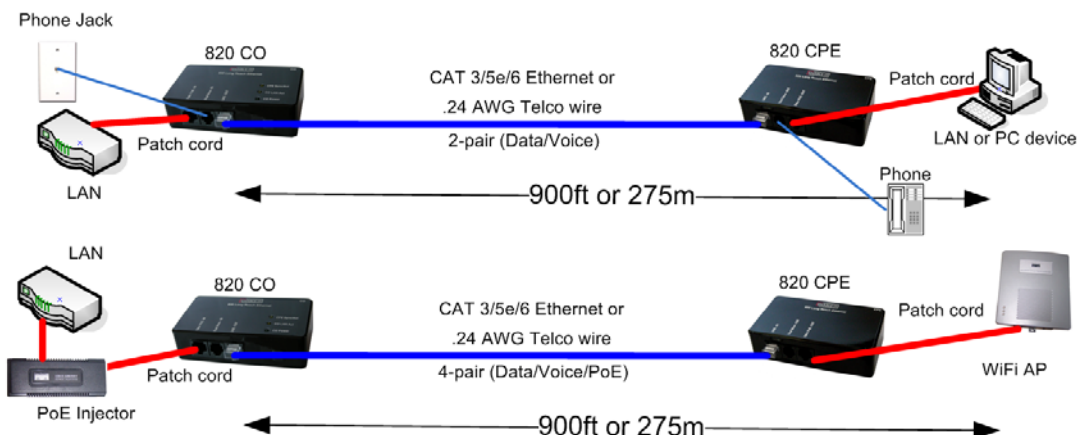 Phone Jack
820 CO
820 CPE
CAT 3/5e/6 Ethernet or
.24 AWG Telco wire
2-pair (Data/Voice)
Patch cord
Patch cord
LAN
LAN or PC device
Phone
900ft or 275m
LAN
820 CO
820 CPE
CAT 3/5e/6 Ethernet or
.24 AWG Telco wire
4-pair (Data/Voice/PoE)
Patch cord
Patch cord
WiFi AP
PoE Injector
900ft or 275m